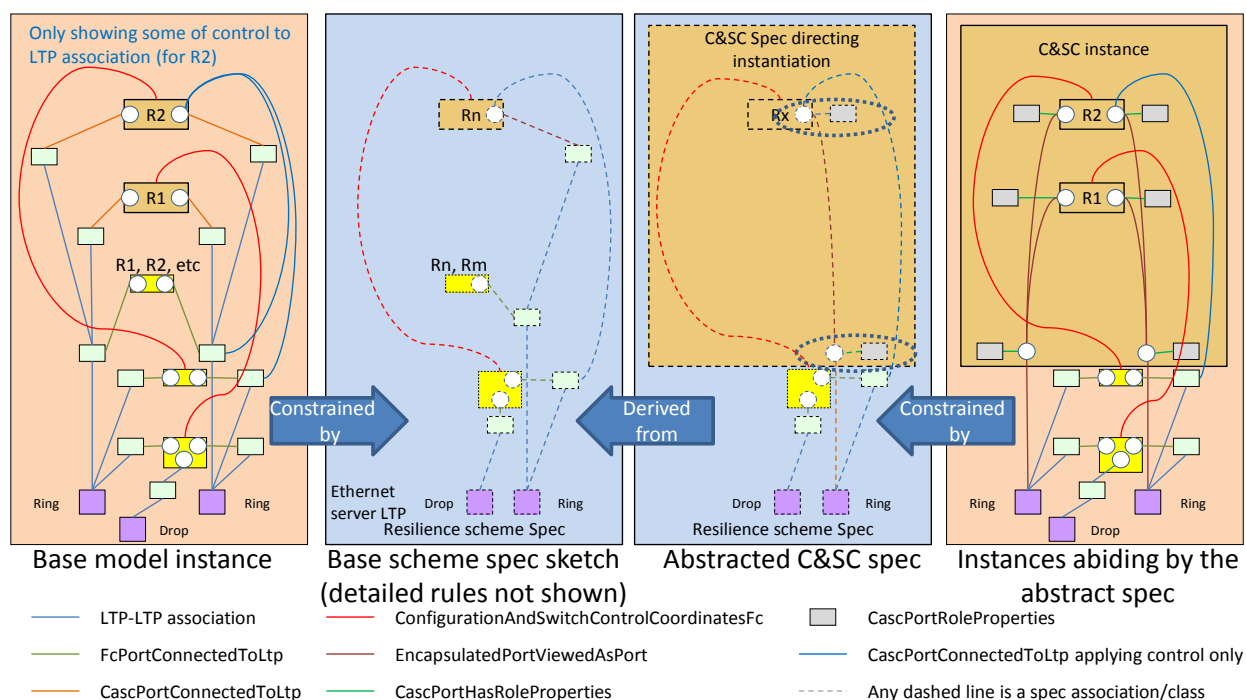 Only showing some of control to
LTP association (for R2)
R2
R1
R1, R2, etc
Ring
Ring
Drop
Base model instance
Constrained
by
Rn
Rn, Rm
Ethernet
server LTP
Drop
Ring
Resilience scheme Spec
Base scheme spec sketch
(detailed rules not shown)
Derived
from
C&SC Spec directing
instantiation
Rx
Drop
Ring
Resilience scheme Spec
Abstracted C&SC spec
Constrained
by
C&SC instance
R2
R1
Ring
Ring
Drop
Instances abiding by the
abstract spec
LTP-LTP association
FcPortConnectedToLtp
CascPortConnectedToLtp
ConfigurationAndSwitchControlCoordinatesFc
EncapsulatedPortViewedAsPort
CascPortHasRoleProperties
CascPortRoleProperties
CascPortConnectedToLtp applying control only
Any dashed line is a spec association/class